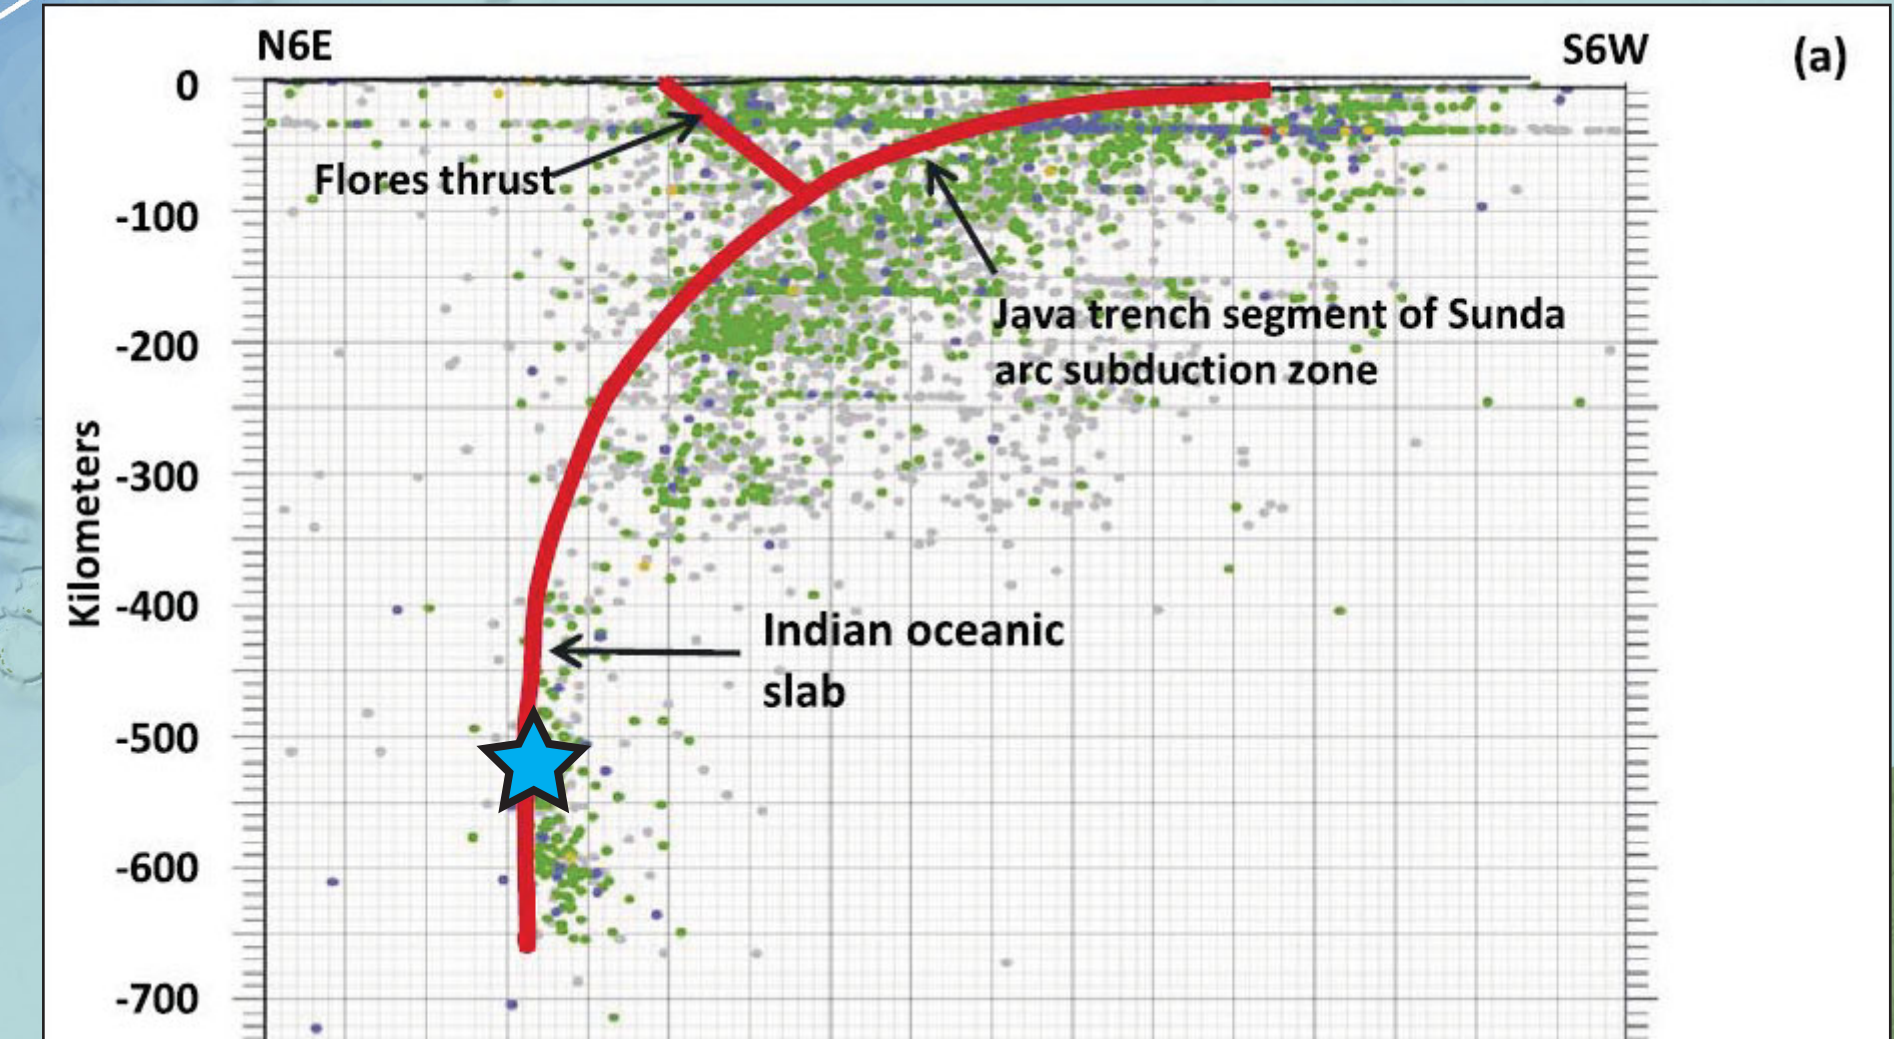 N6E
S6W
(a)
0
Flores thrust
-100
Java trench segment of Sunda
arc subduction zone
-200
Kilometers
-300
-400
Indian oceanic
slab
-500
-600
-700